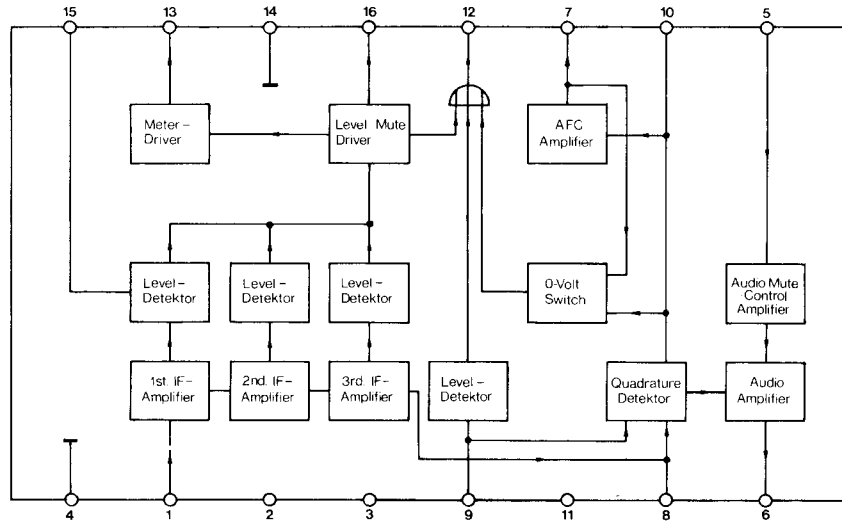 15 13 14 16 12 7 10 5
Meter-
Driver
Level Mute
Driver
AFC
Amplifier
Level-
Detektor
Level-
Detektor
Level-
Detektor
0-Volt
Switch
Audio Mute
-Control
Amplifier
1st. IF-
Amplifier
2nd. IF-
Amplifier
3rd. IF-
Amplifier
Level-
Detektor
Quadrature
Detektor
Audio
Amplifier
4 1 2 3 9 11 8 6